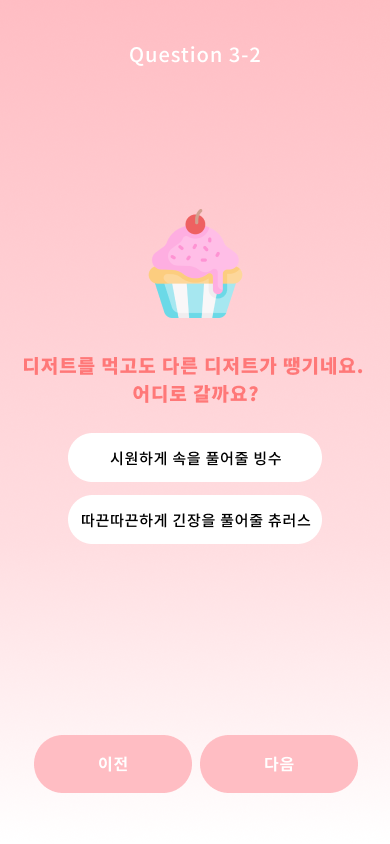 Question 3-2
디저트를 먹고도 다른 디저트가 땡기네요.
어디로 갈까요?
시원하게 속을 풀어줄 빙수
따끈따끈하게 긴장을 풀어줄 츄러스
이전
다음